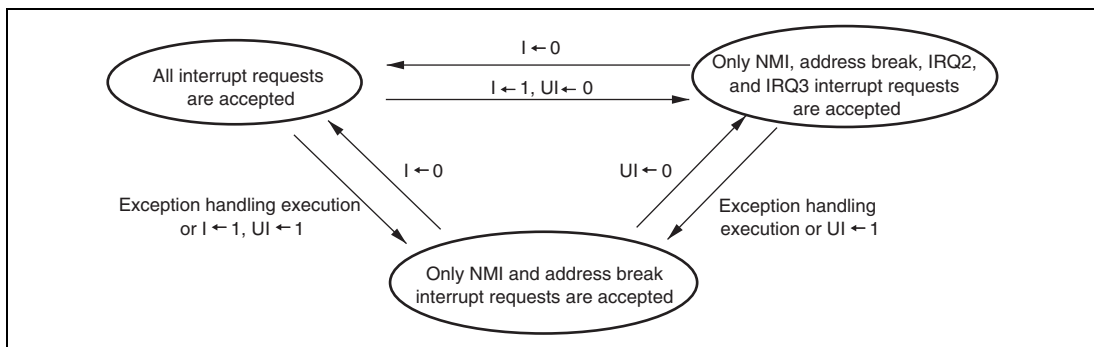 I ← 0
All interrupt requests
are accepted
Only NMI, address break, IRQ2,
and IRQ3 interrupt requests
are accepted
I ← 1, UI ← 0
I ← 0
UI ← 0
Exception handling execution
or I ← 1, UI ← 1
Exception handling
execution or UI ← 1
Only NMI and address break
interrupt requests are accepted